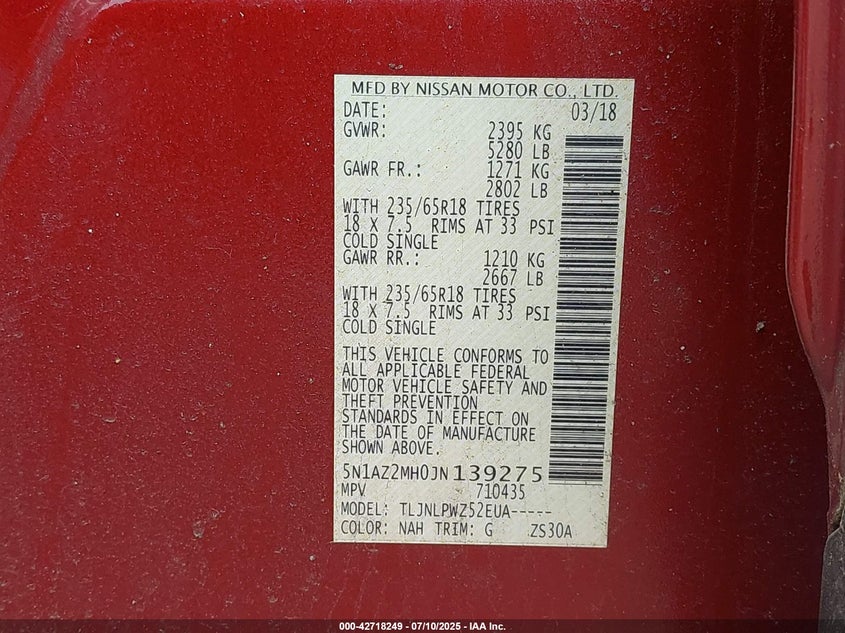 MFD BY NISSAN MOTOR CO., LTD.
DATE: 03/18
GVWR: 2395 KG
5280 LB
GAWR FR.: 1271 KG
2802 LB
WITH 235/65R18 TIRES
18 X 7.5 RIMS AT 33 PSI
COLD SINGLE
GAWR RR.: 1210 KG
2667 LB
WITH 235/65R18 TIRES
18 X 7.5 RIMS AT 33 PSI
COLD SINGLE
THIS VEHICLE CONFORMS TO
ALL APPLICABLE FEDERAL
MOTOR VEHICLE SAFETY AND
THEFT PREVENTION
STANDARDS IN EFFECT ON
THE DATE OF MANUFACTURE
SHOWN ABOVE.
5N1AZ2MH0JN139275
MPV 710435
MODEL: TLJNLPWZ52EUA-----
COLOR: NAH TRIM: G ZS30A
000-42718249 - 07/10/2025 - IAA Inc.